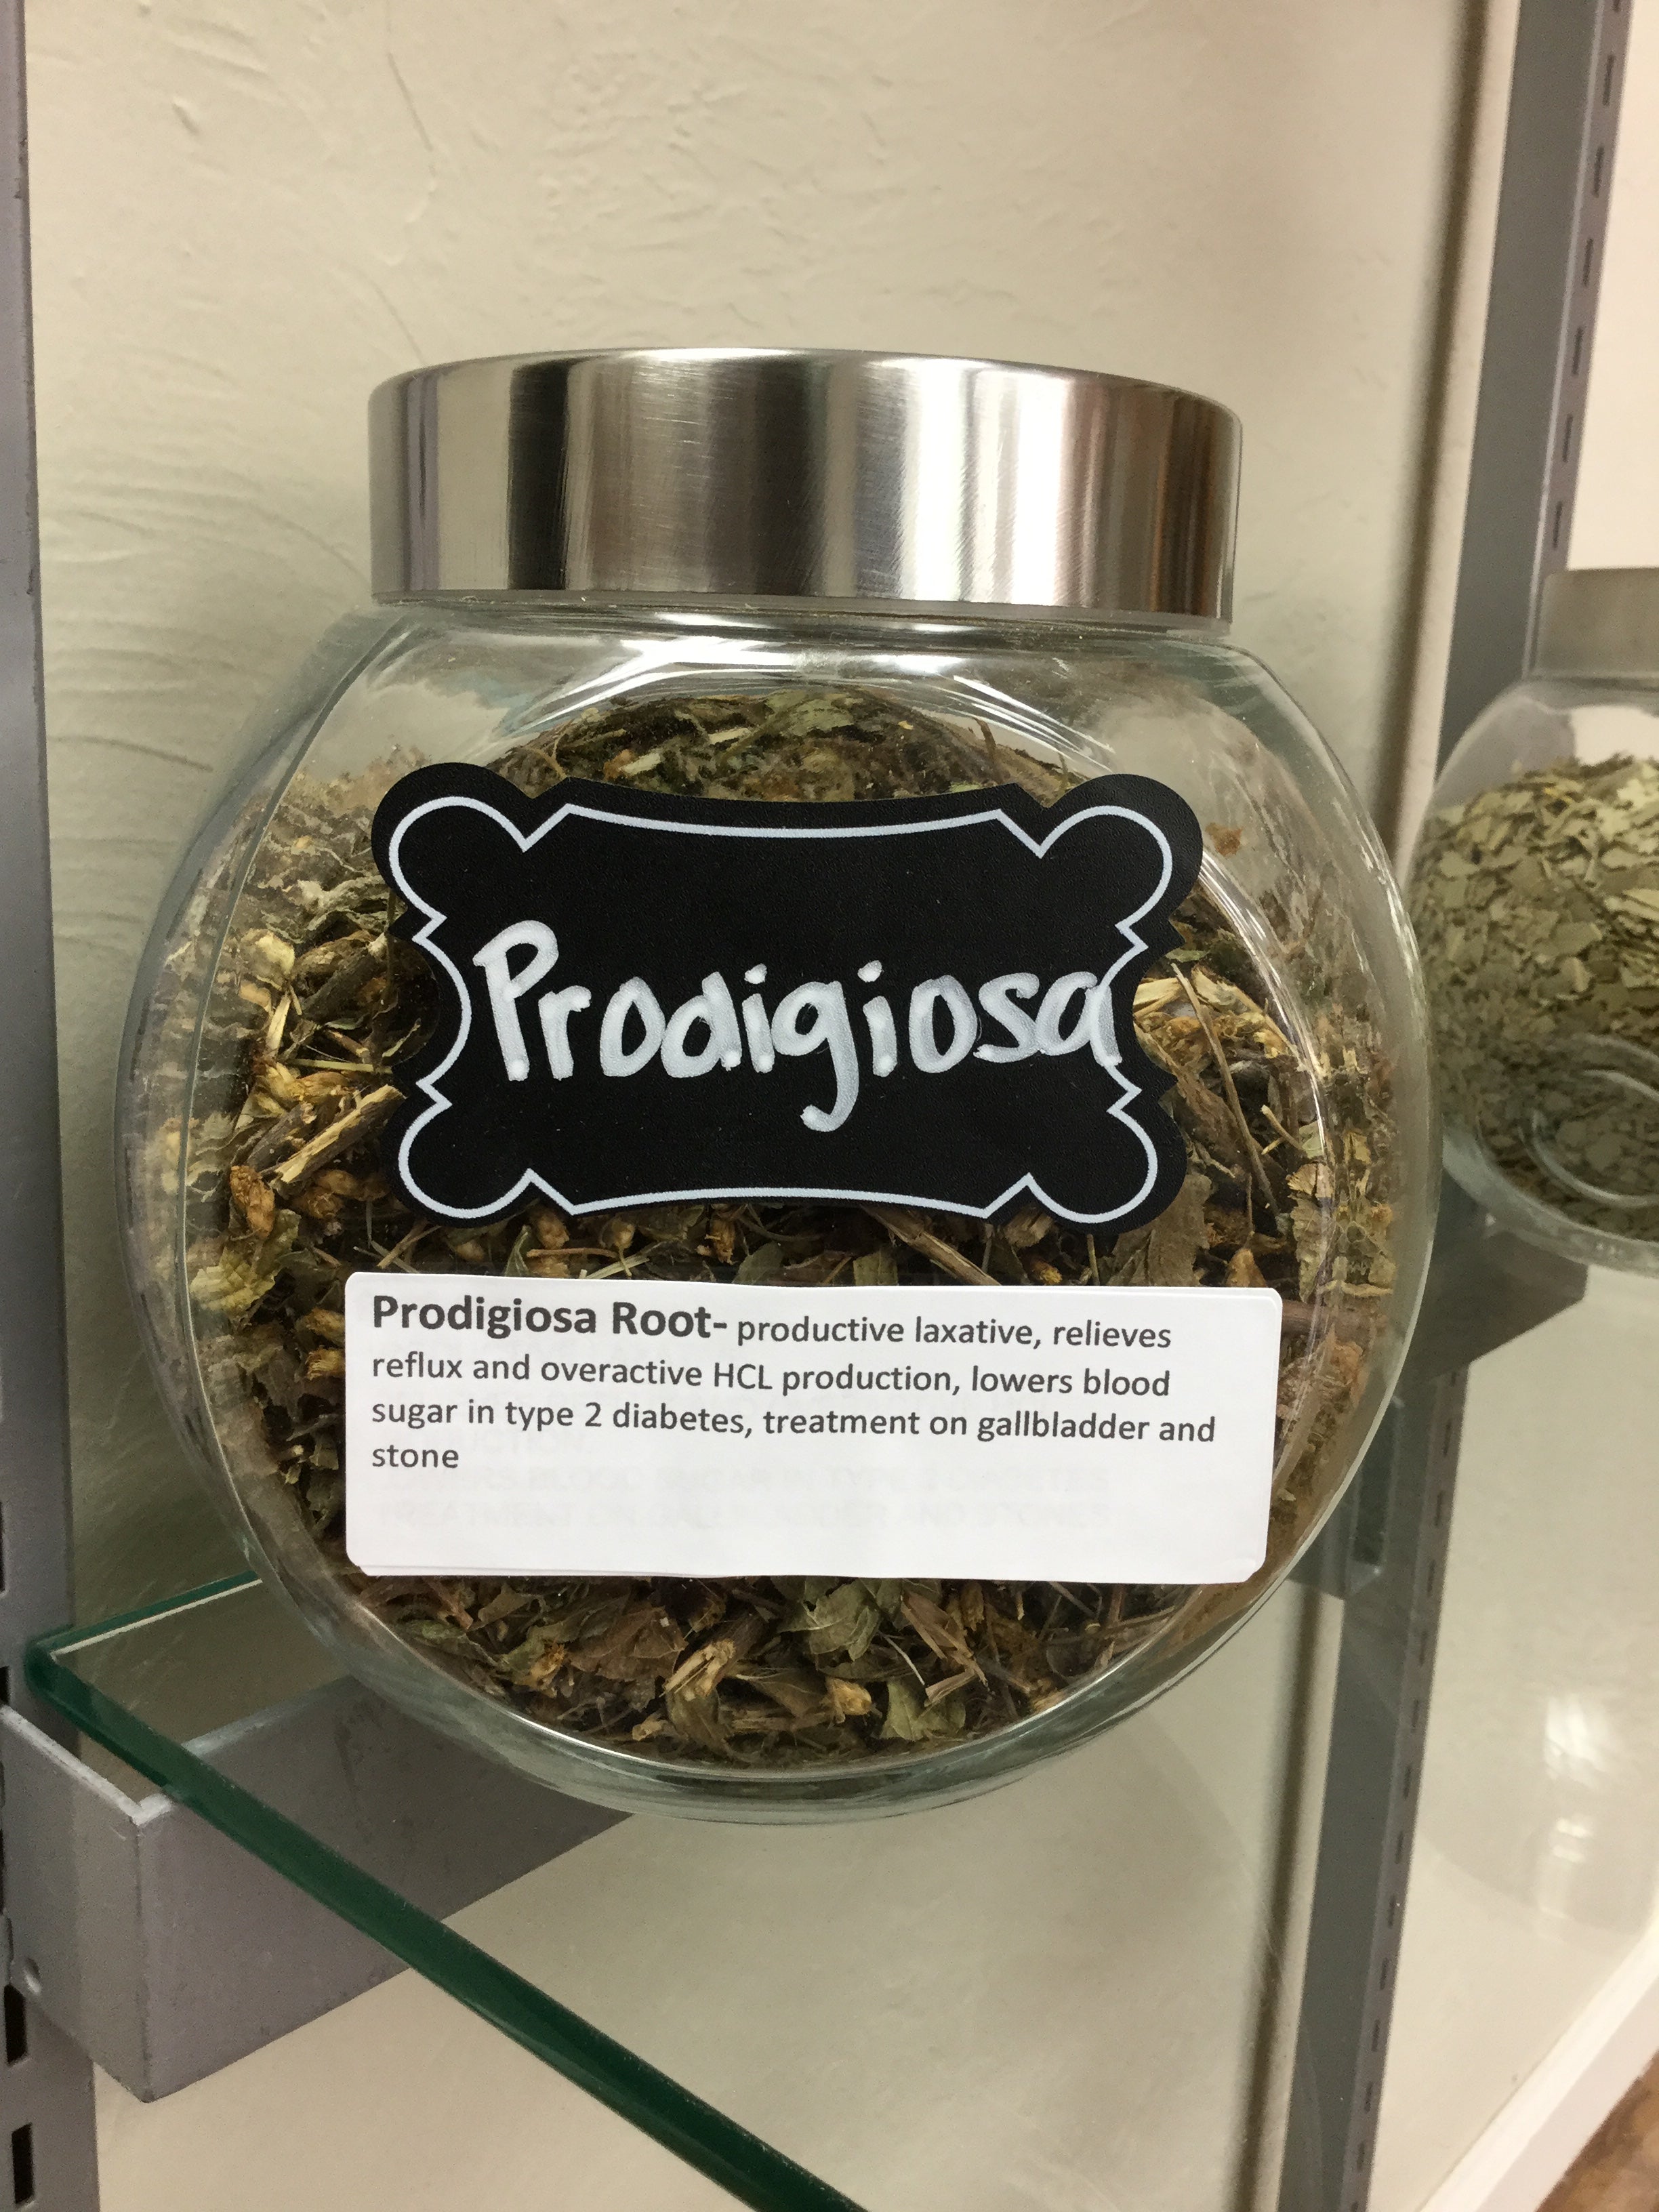 Prodigiosa
Prodigiosa Root- productive laxative, relieves
reflux and overactive HCL production, lowers blood
sugar in type 2 diabetes, treatment on gallbladder and
stone